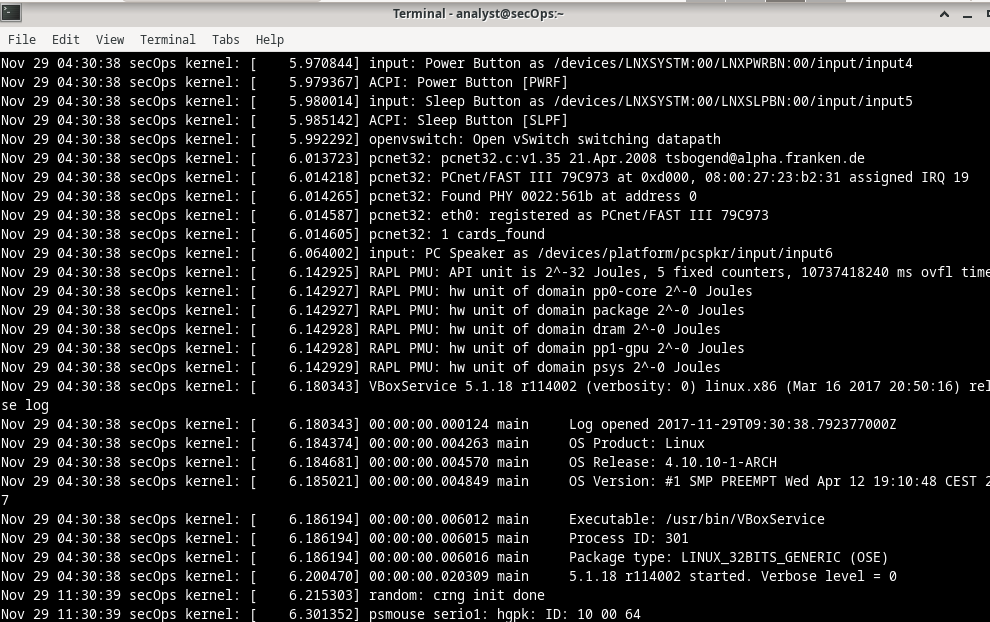 Terminal - analyst@secOps:~
File Edit View Terminal Tabs Help
Nov 29 04:30:38 secOps kernel: [    5.970844] input: Power Button as /devices/LNXSYSTM:00/LNXPWRBN:00/input/input4
Nov 29 04:30:38 secOps kernel: [    5.979367] ACPI: Power Button [PWRF]
Nov 29 04:30:38 secOps kernel: [    5.980014] input: Sleep Button as /devices/LNXSYSTM:00/LNXSLPBN:00/input/input5
Nov 29 04:30:38 secOps kernel: [    5.985142] ACPI: Sleep Button [SLPF]
Nov 29 04:30:38 secOps kernel: [    5.992292] openvswitch: Open vSwitch switching datapath
Nov 29 04:30:38 secOps kernel: [    6.013723] pcnet32: pcnet32.c:v1.35 21.Apr.2008 tsbogend@alpha.franken.de
Nov 29 04:30:38 secOps kernel: [    6.014218] pcnet32: PCnet/FAST III 79C973 at 0xd000, 08:00:27:23:b2:31 assigned IRQ 19
Nov 29 04:30:38 secOps kernel: [    6.014265] pcnet32: Found PHY 0022:561b at address 0
Nov 29 04:30:38 secOps kernel: [    6.014587] pcnet32: eth0: registered as PCnet/FAST III 79C973
Nov 29 04:30:38 secOps kernel: [    6.014605] pcnet32: 1 cards_found
Nov 29 04:30:38 secOps kernel: [    6.064002] input: PC Speaker as /devices/platform/pcspkr/input/input6
Nov 29 04:30:38 secOps kernel: [    6.142925] RAPL PMU: API unit is 2^-32 Joules, 5 fixed counters, 10737418240 ms ovfl time
Nov 29 04:30:38 secOps kernel: [    6.142927] RAPL PMU: hw unit of domain pp0-core 2^-0 Joules
Nov 29 04:30:38 secOps kernel: [    6.142927] RAPL PMU: hw unit of domain package 2^-0 Joules
Nov 29 04:30:38 secOps kernel: [    6.142928] RAPL PMU: hw unit of domain dram 2^-0 Joules
Nov 29 04:30:38 secOps kernel: [    6.142928] RAPL PMU: hw unit of domain pp1-gpu 2^-0 Joules
Nov 29 04:30:38 secOps kernel: [    6.142929] RAPL PMU: hw unit of domain psys 2^-0 Joules
Nov 29 04:30:38 secOps kernel: [    6.180343] VBoxService 5.1.18 r114002 (verbosity: 0) linux.x86 (Mar 16 2017 20:50:16) rel
se log
Nov 29 04:30:38 secOps kernel: [    6.180343] 00:00:00.000124 main     Log opened 2017-11-29T09:30:38.792377000Z
Nov 29 04:30:38 secOps kernel: [    6.184374] 00:00:00.004263 main     OS Product: Linux
Nov 29 04:30:38 secOps kernel: [    6.184681] 00:00:00.004570 main     OS Release: 4.10.10-1-ARCH
Nov 29 04:30:38 secOps kernel: [    6.185021] 00:00:00.004849 main     OS Version: #1 SMP PREEMPT Wed Apr 12 19:10:48 CEST 2
7
Nov 29 04:30:38 secOps kernel: [    6.186194] 00:00:00.006012 main     Executable: /usr/bin/VBoxService
Nov 29 04:30:38 secOps kernel: [    6.186194] 00:00:00.006015 main     Process ID: 301
Nov 29 04:30:38 secOps kernel: [    6.186194] 00:00:00.006016 main     Package type: LINUX_32BITS_GENERIC (OSE)
Nov 29 04:30:38 secOps kernel: [    6.200470] 00:00:00.020309 main     5.1.18 r114002 started. Verbose level = 0
Nov 29 11:30:39 secOps kernel: [    6.215303] random: crng init done
Nov 29 11:30:39 secOps kernel: [    6.301352] psmouse serio1: hgpk: ID: 10 00 64